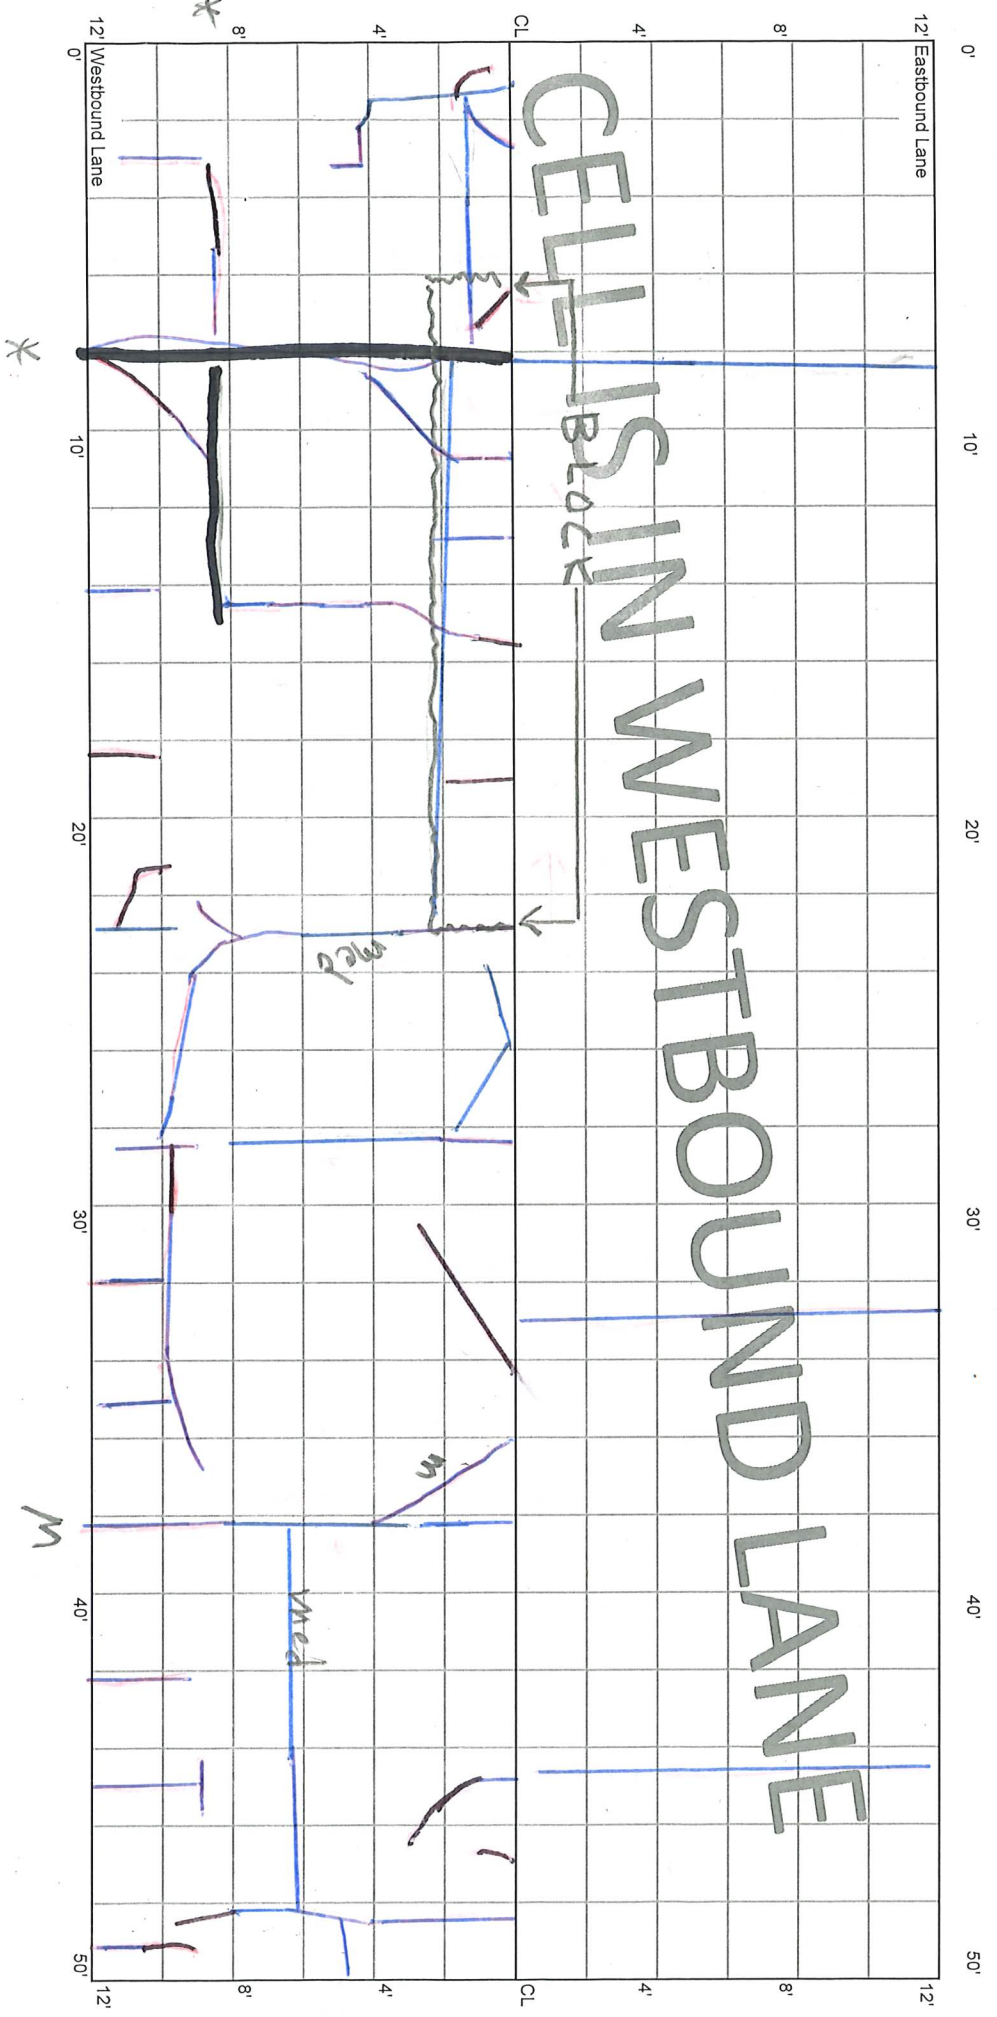 0' 10' 20' 30' 40' 50'
12' Eastbound Lane 12'
8' 8'
4' 4'
CL CL
4' 4'
8' 8'
12' Westbound Lane 12'
0' 10' 20' 30' 40' 50'
CELL IS IN WESTBOUND LANE
BLOCK
med
m
med
M
*
*